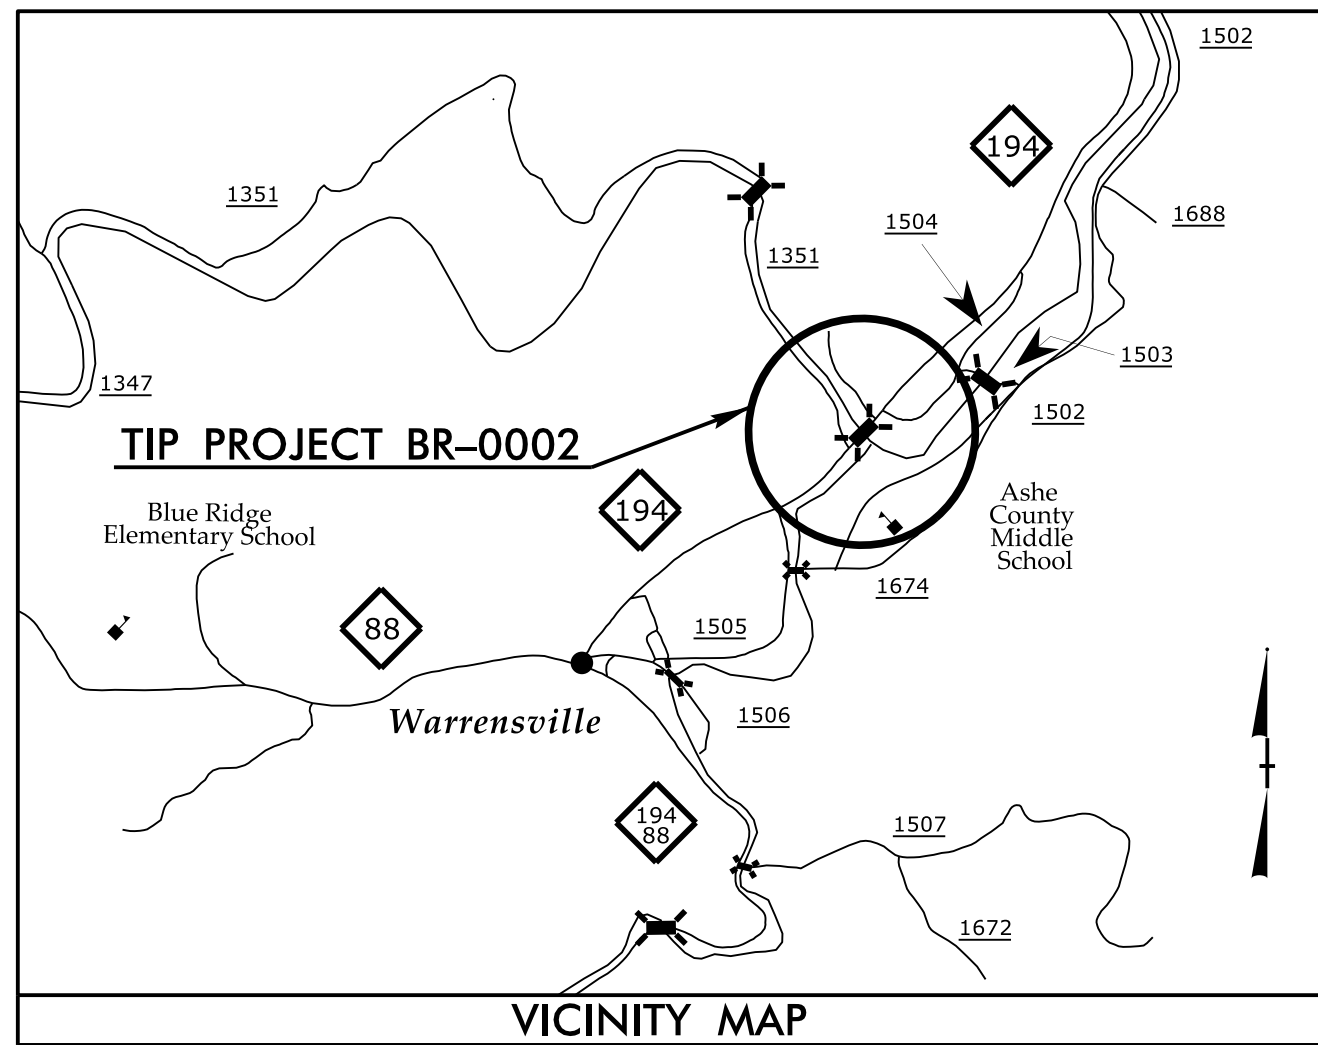 1502
194
1351
1688
1504
1351
1503
1347
1502
TIP PROJECT BR–0002
194
Blue Ridge
Elementary School
Ashe
County
Middle
School
1674
88
1505
Warrensville
1506
194
88
1507
1672
VICINITY MAP